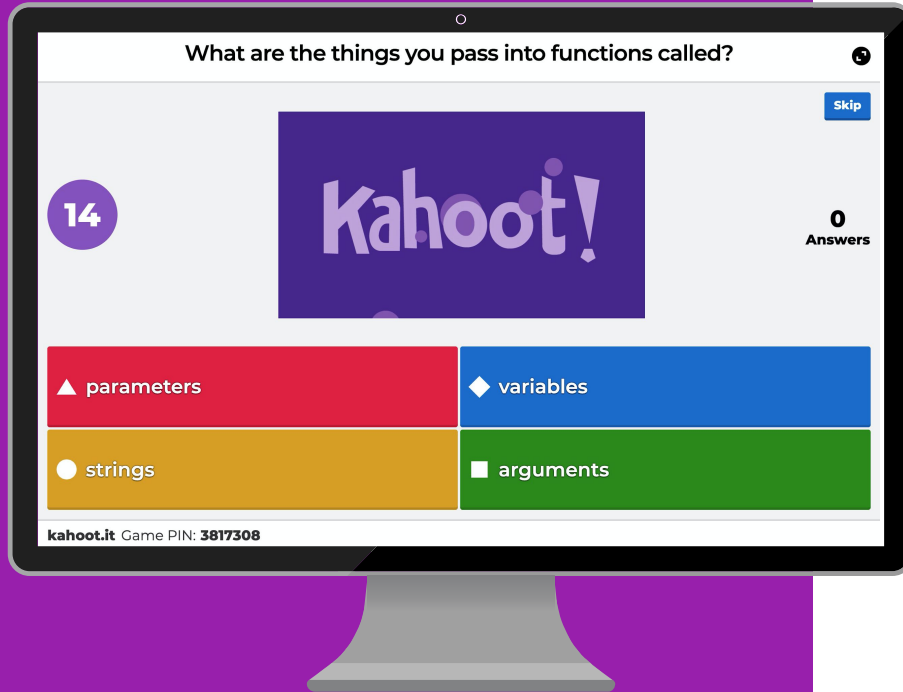 What are the things you pass into functions called?
Skip
14
Kahoot!
0
Answers
parameters
variables
strings
arguments
kahoot.it Game PIN: 3817308